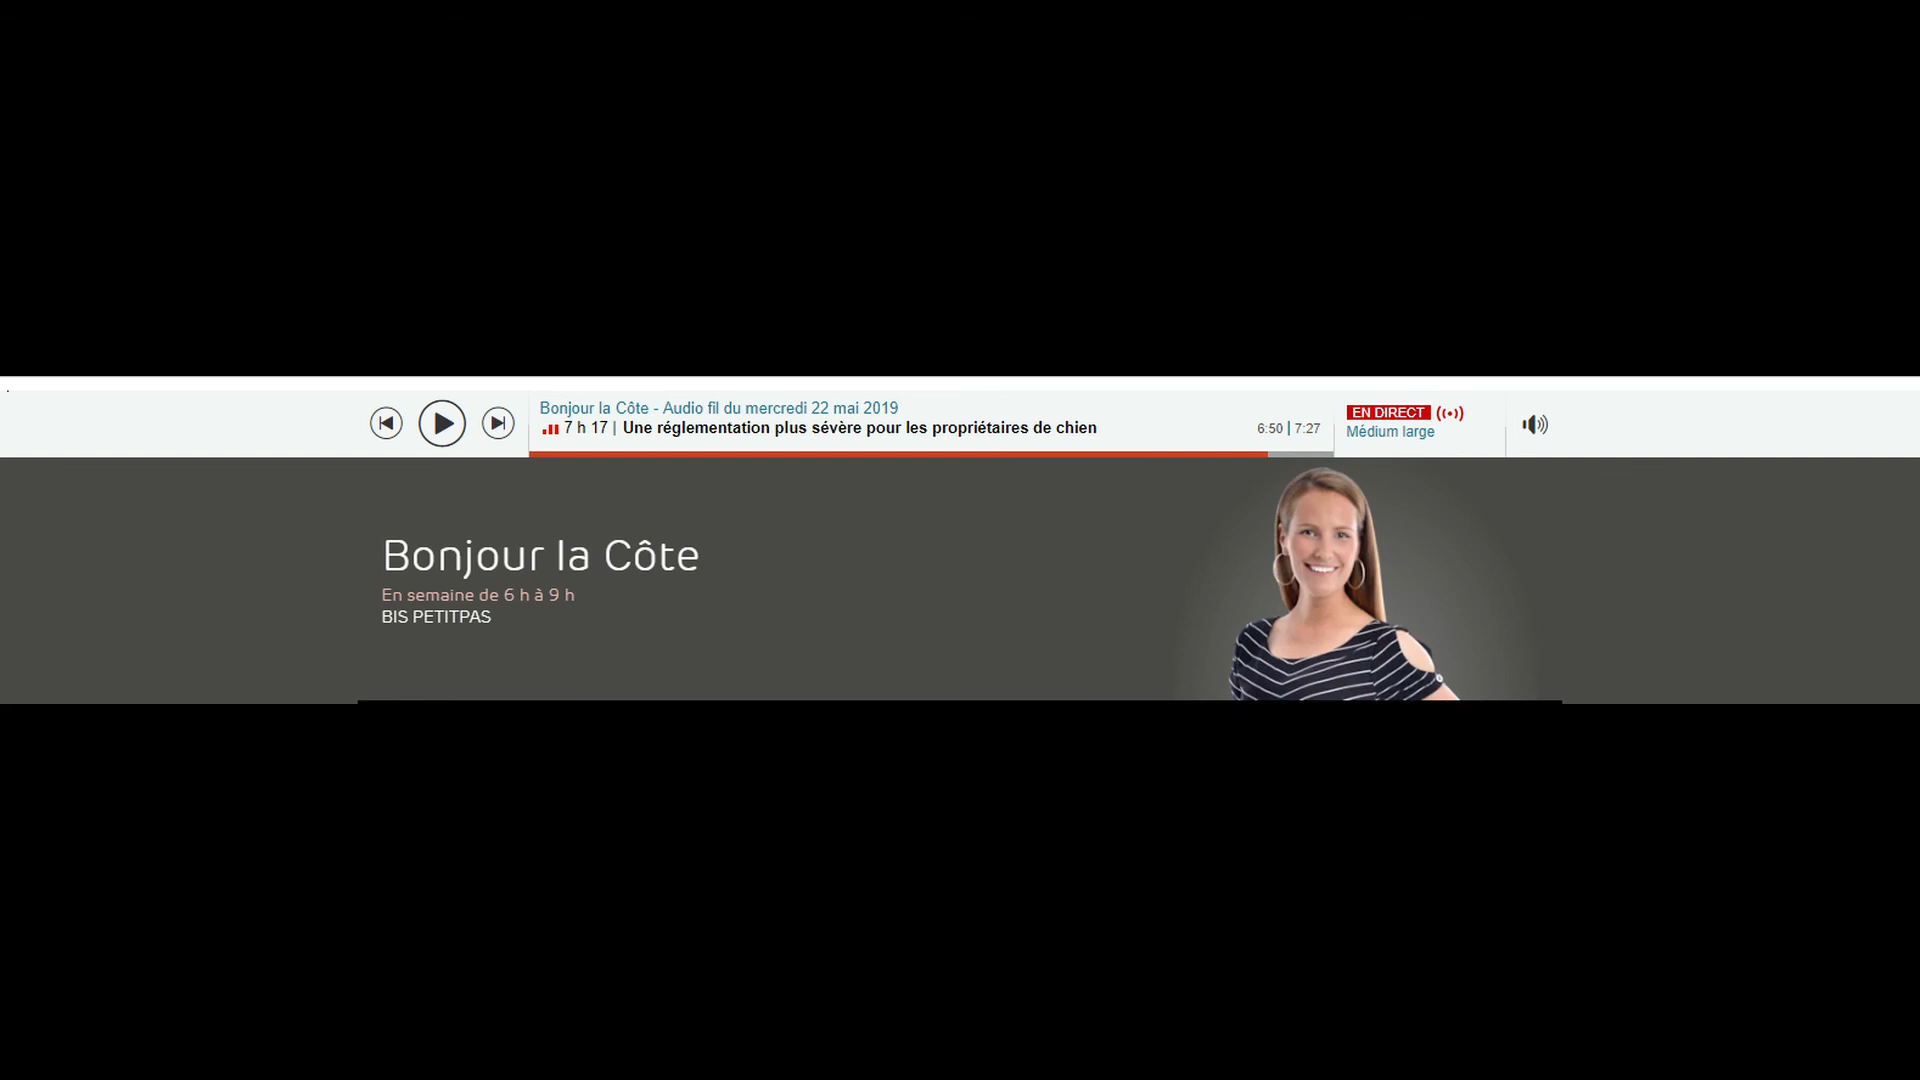 Bonjour la Côte - Audio fil du mercredi 22 mai 2019
7 h 17 | Une réglementation plus sévère pour les propriétaires de chien
6:50 | 7:27
EN DIRECT
Médium large
Bonjour la Côte
En semaine de 6 h à 9 h
BIS PETITPAS